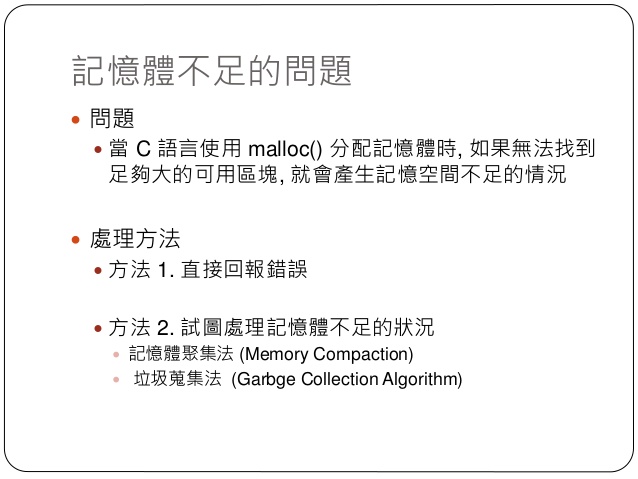 記憶體不足的問題
問題
當 C 語言使用 malloc() 分配記憶體時, 如果無法找到
足夠大的可用區塊, 就會產生記憶空間不足的情況
處理方法
方法 1. 直接回報錯誤
方法 2. 試圖處理記憶體不足的狀況
記憶體聚集法 (Memory Compaction)
垃圾蒐集法 (Garbge Collection Algorithm)